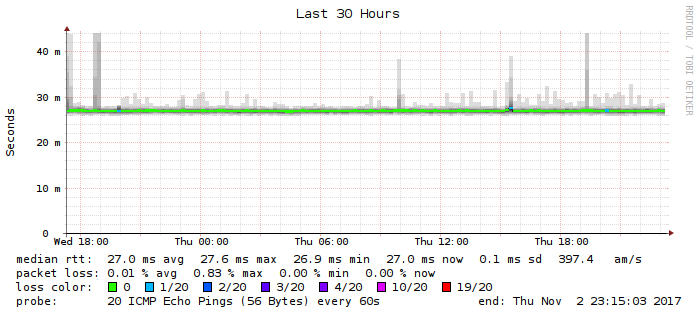 Last 30 Hours
RRDTOOL / TOBI OETIKER
Seconds
40 m
30 m
20 m
10 m
0
Wed 18:00 Thu 00:00 Thu 06:00 Thu 12:00 Thu 18:00
median rtt: 27.0 ms avg 27.6 ms max 26.9 ms min 27.0 ms now 0.1 ms sd 397.4 am/s
packet loss: 0.01 % avg 0.83 % max 0.00 % min 0.00 % now
loss color: 0 1/20 2/20 3/20 4/20 10/20 19/20
probe: 20 ICMP Echo Pings (56 Bytes) every 60s end: Thu Nov 2 23:15:03 2017